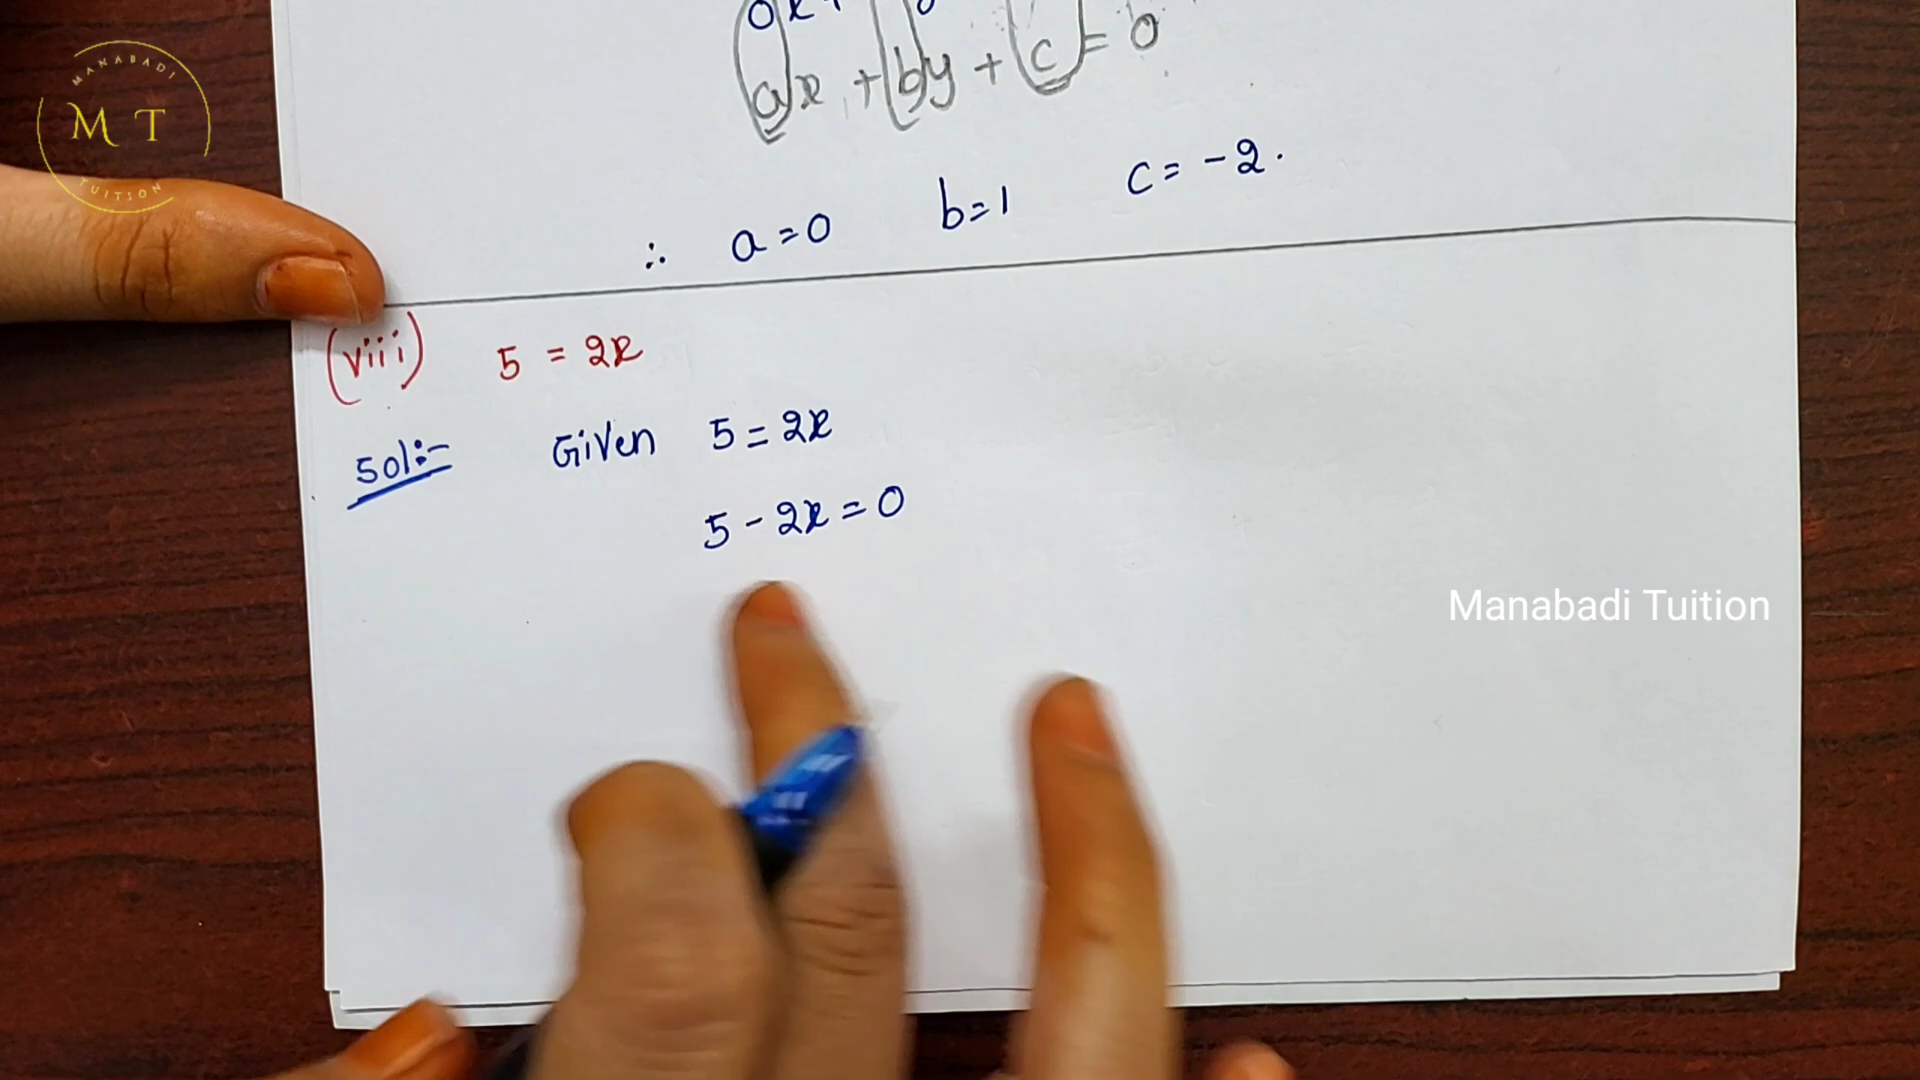 MANABADI
M T
TUITION
ax + by + c = 0
∴ a = 0 b = 1 c = -2.
(viii) 5 = 2x
Sol:- Given 5 = 2x
5 - 2x = 0
Manabadi Tuition